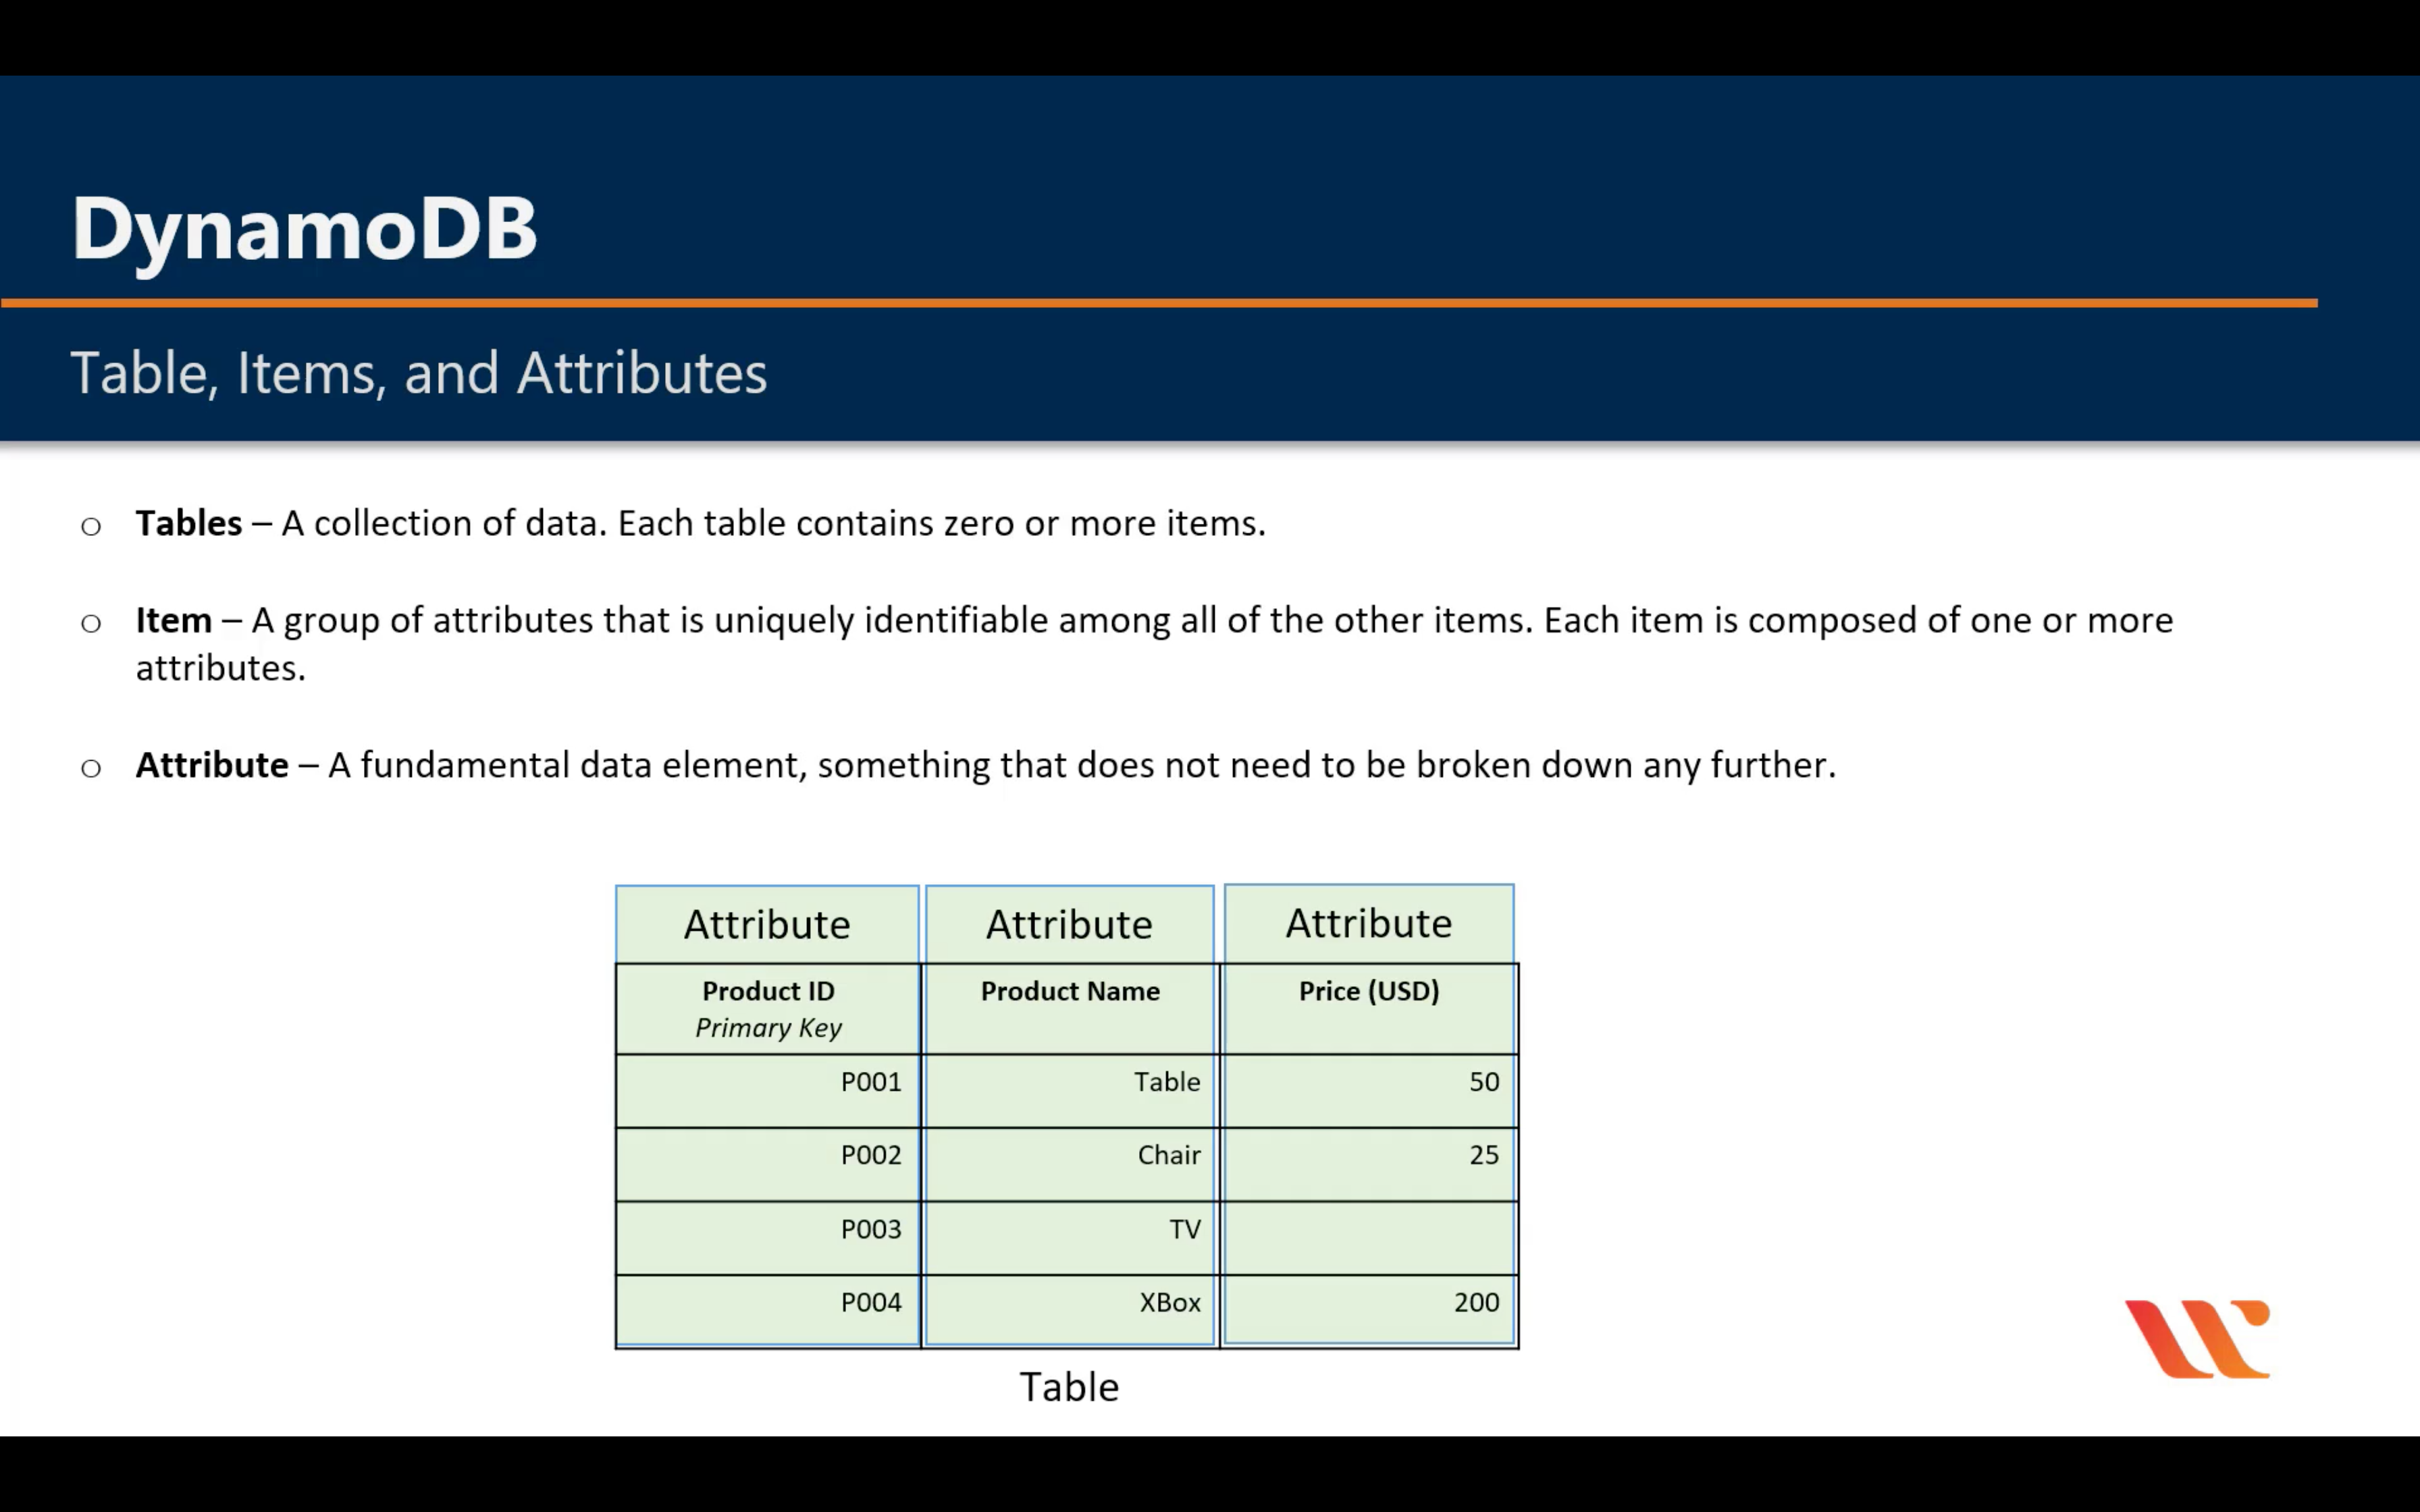 DynamoDB
Table, Items, and Attributes
○ Tables – A collection of data. Each table contains zero or more items.
○ Item – A group of attributes that is uniquely identifiable among all of the other items. Each item is composed of one or more
attributes.
○ Attribute – A fundamental data element, something that does not need to be broken down any further.
Attribute Attribute Attribute
Product ID Product Name Price (USD)
Primary Key
P001 Table 50
P002 Chair 25
P003 TV
P004 XBox 200
Table